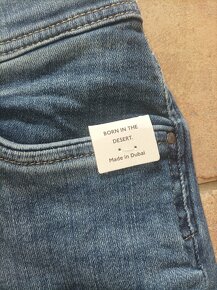 BORN IN THE
DESERT.
Made in Dubai